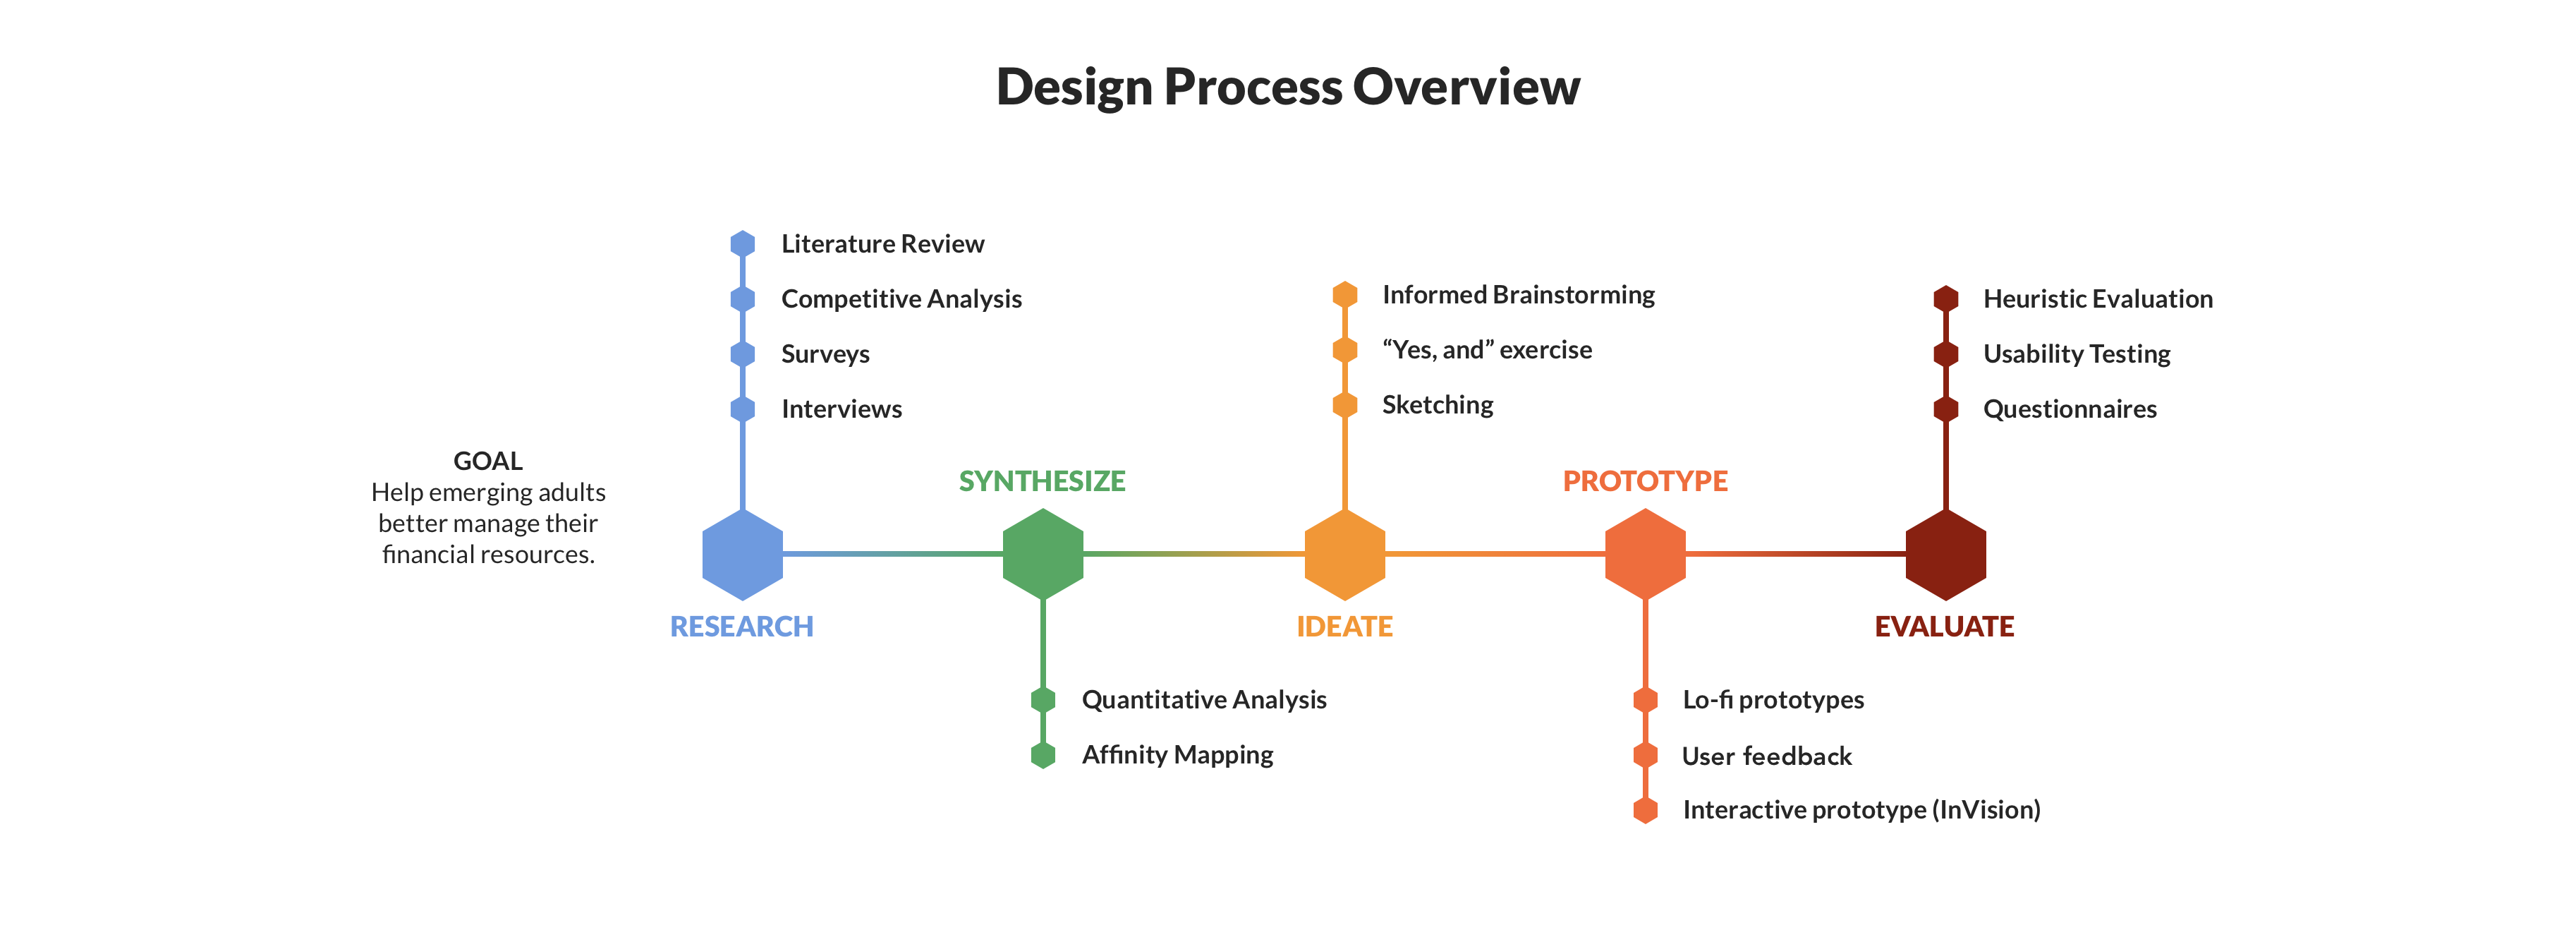 Design Process Overview
GOAL
Help emerging adults
better manage their
financial resources.
Literature Review
Competitive Analysis
Surveys
Interviews
RESEARCH
SYNTHESIZE
Quantitative Analysis
Affinity Mapping
Informed Brainstorming
“Yes, and” exercise
Sketching
IDEATE
PROTOTYPE
Lo-fi prototypes
User feedback
Interactive prototype (InVision)
Heuristic Evaluation
Usability Testing
Questionnaires
EVALUATE